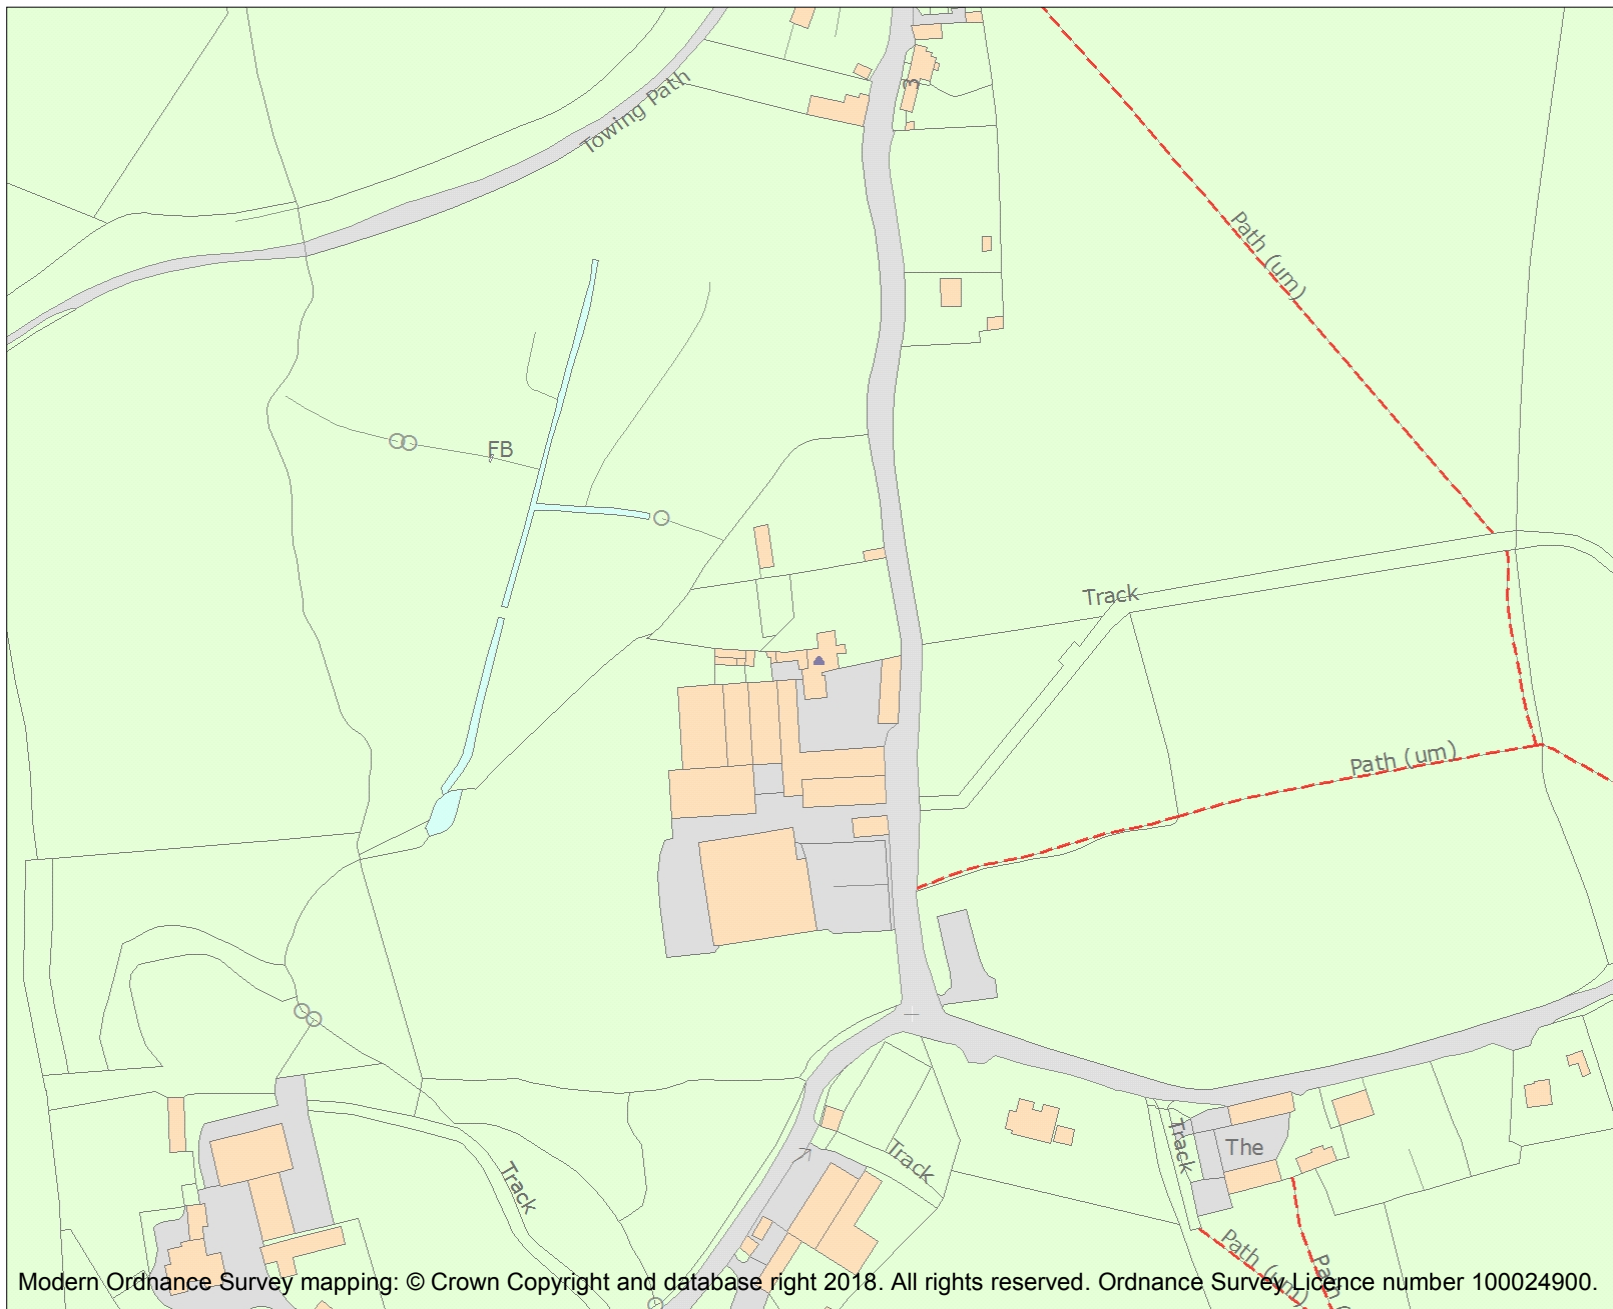 Towing Path
3
Path (um)
FB
Track
Path (um)
Track
Track
The
Track
Path (um)
Modern Ordnance Survey mapping: © Crown Copyright and database right 2018. All rights reserved. Ordnance Survey Licence number 100024900.